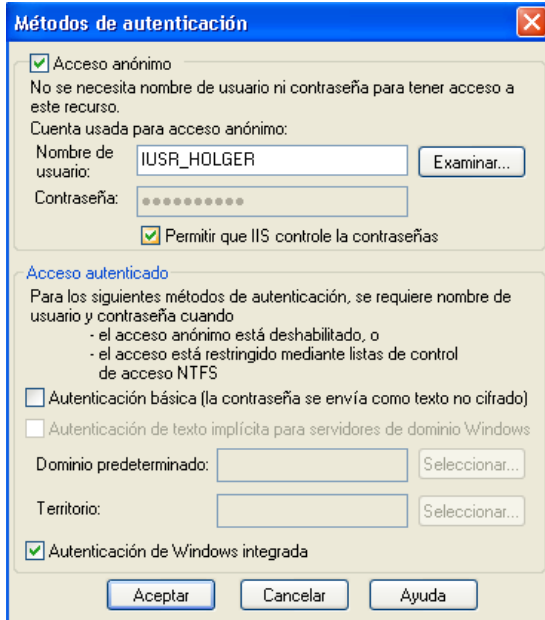 Métodos de autenticación
Acceso anónimo
No se necesita nombre de usuario ni contraseña para tener acceso a
este recurso.
Cuenta usada para acceso anónimo:
Nombre de
usuario:
IUSR_HOLGER
Examinar...
Contraseña:
●●●●●●●●●●
Permitir que IIS controle la contraseñas
Acceso autenticado
Para los siguientes métodos de autenticación, se requiere nombre de
usuario y contraseña cuando
- el acceso anónimo está deshabilitado, o
- el acceso está restringido mediante listas de control
de acceso NTFS
Autenticación básica (la contraseña se envía como texto no cifrado)
Autenticación de texto implícita para servidores de dominio Windows
Dominio predeterminado:
Seleccionar...
Territorio:
Seleccionar...
Autenticación de Windows integrada
Aceptar
Cancelar
Ayuda